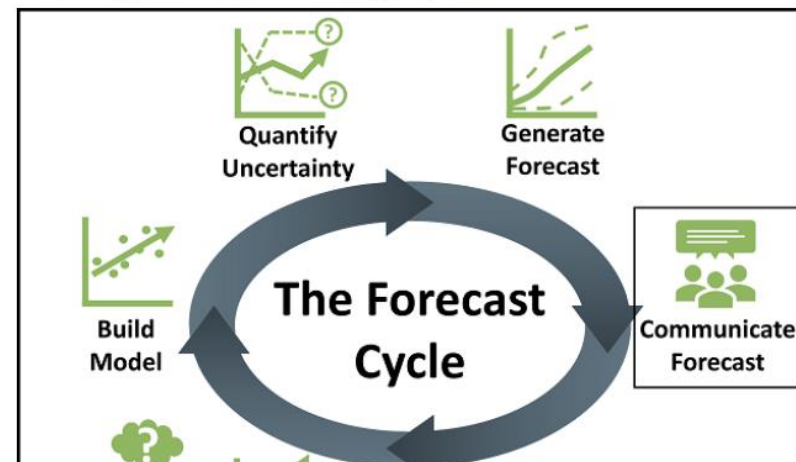 ?
?
Quantify
Uncertainty
Generate
Forecast
The Forecast
Cycle
Build
Model
Communicate
Forecast
?